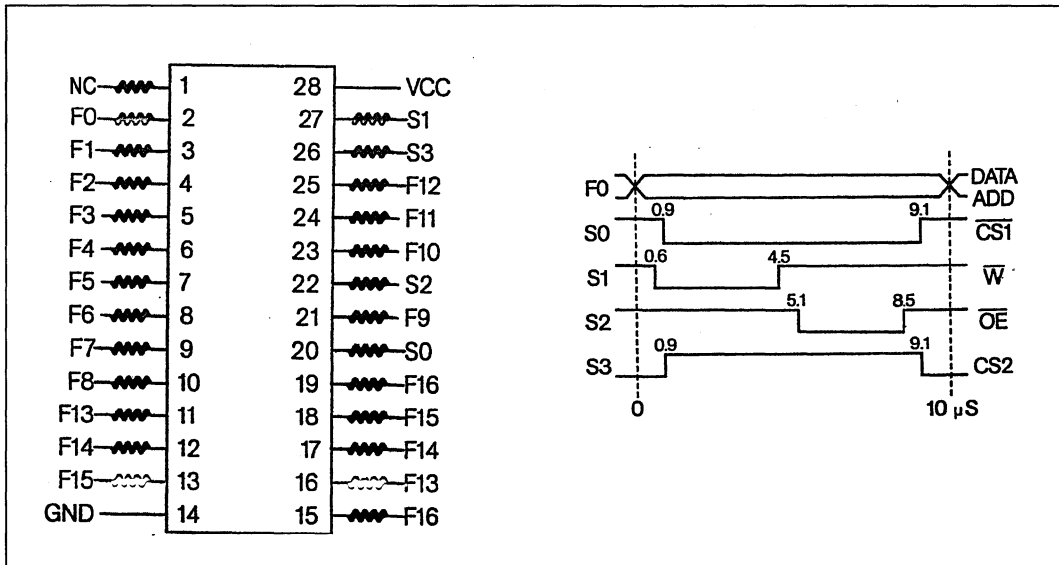 NC 1 28 VCC
F0 2 27 S1
F1 3 26 S3
F2 4 25 F12
F3 5 24 F11
F4 6 23 F10
F5 7 22 S2
F6 8 21 F9
F7 9 20 S0
F8 10 19 F16
F13 11 18 F15
F14 12 17 F14
F15 13 16 F13
GND 14 15 F16
F0 DATA
ADD
S0 0.9 9.1 CS1
S1 0.6 4.5 W
S2 5.1 8.5 OE
S3 0.9 9.1 CS2
0 10 µS